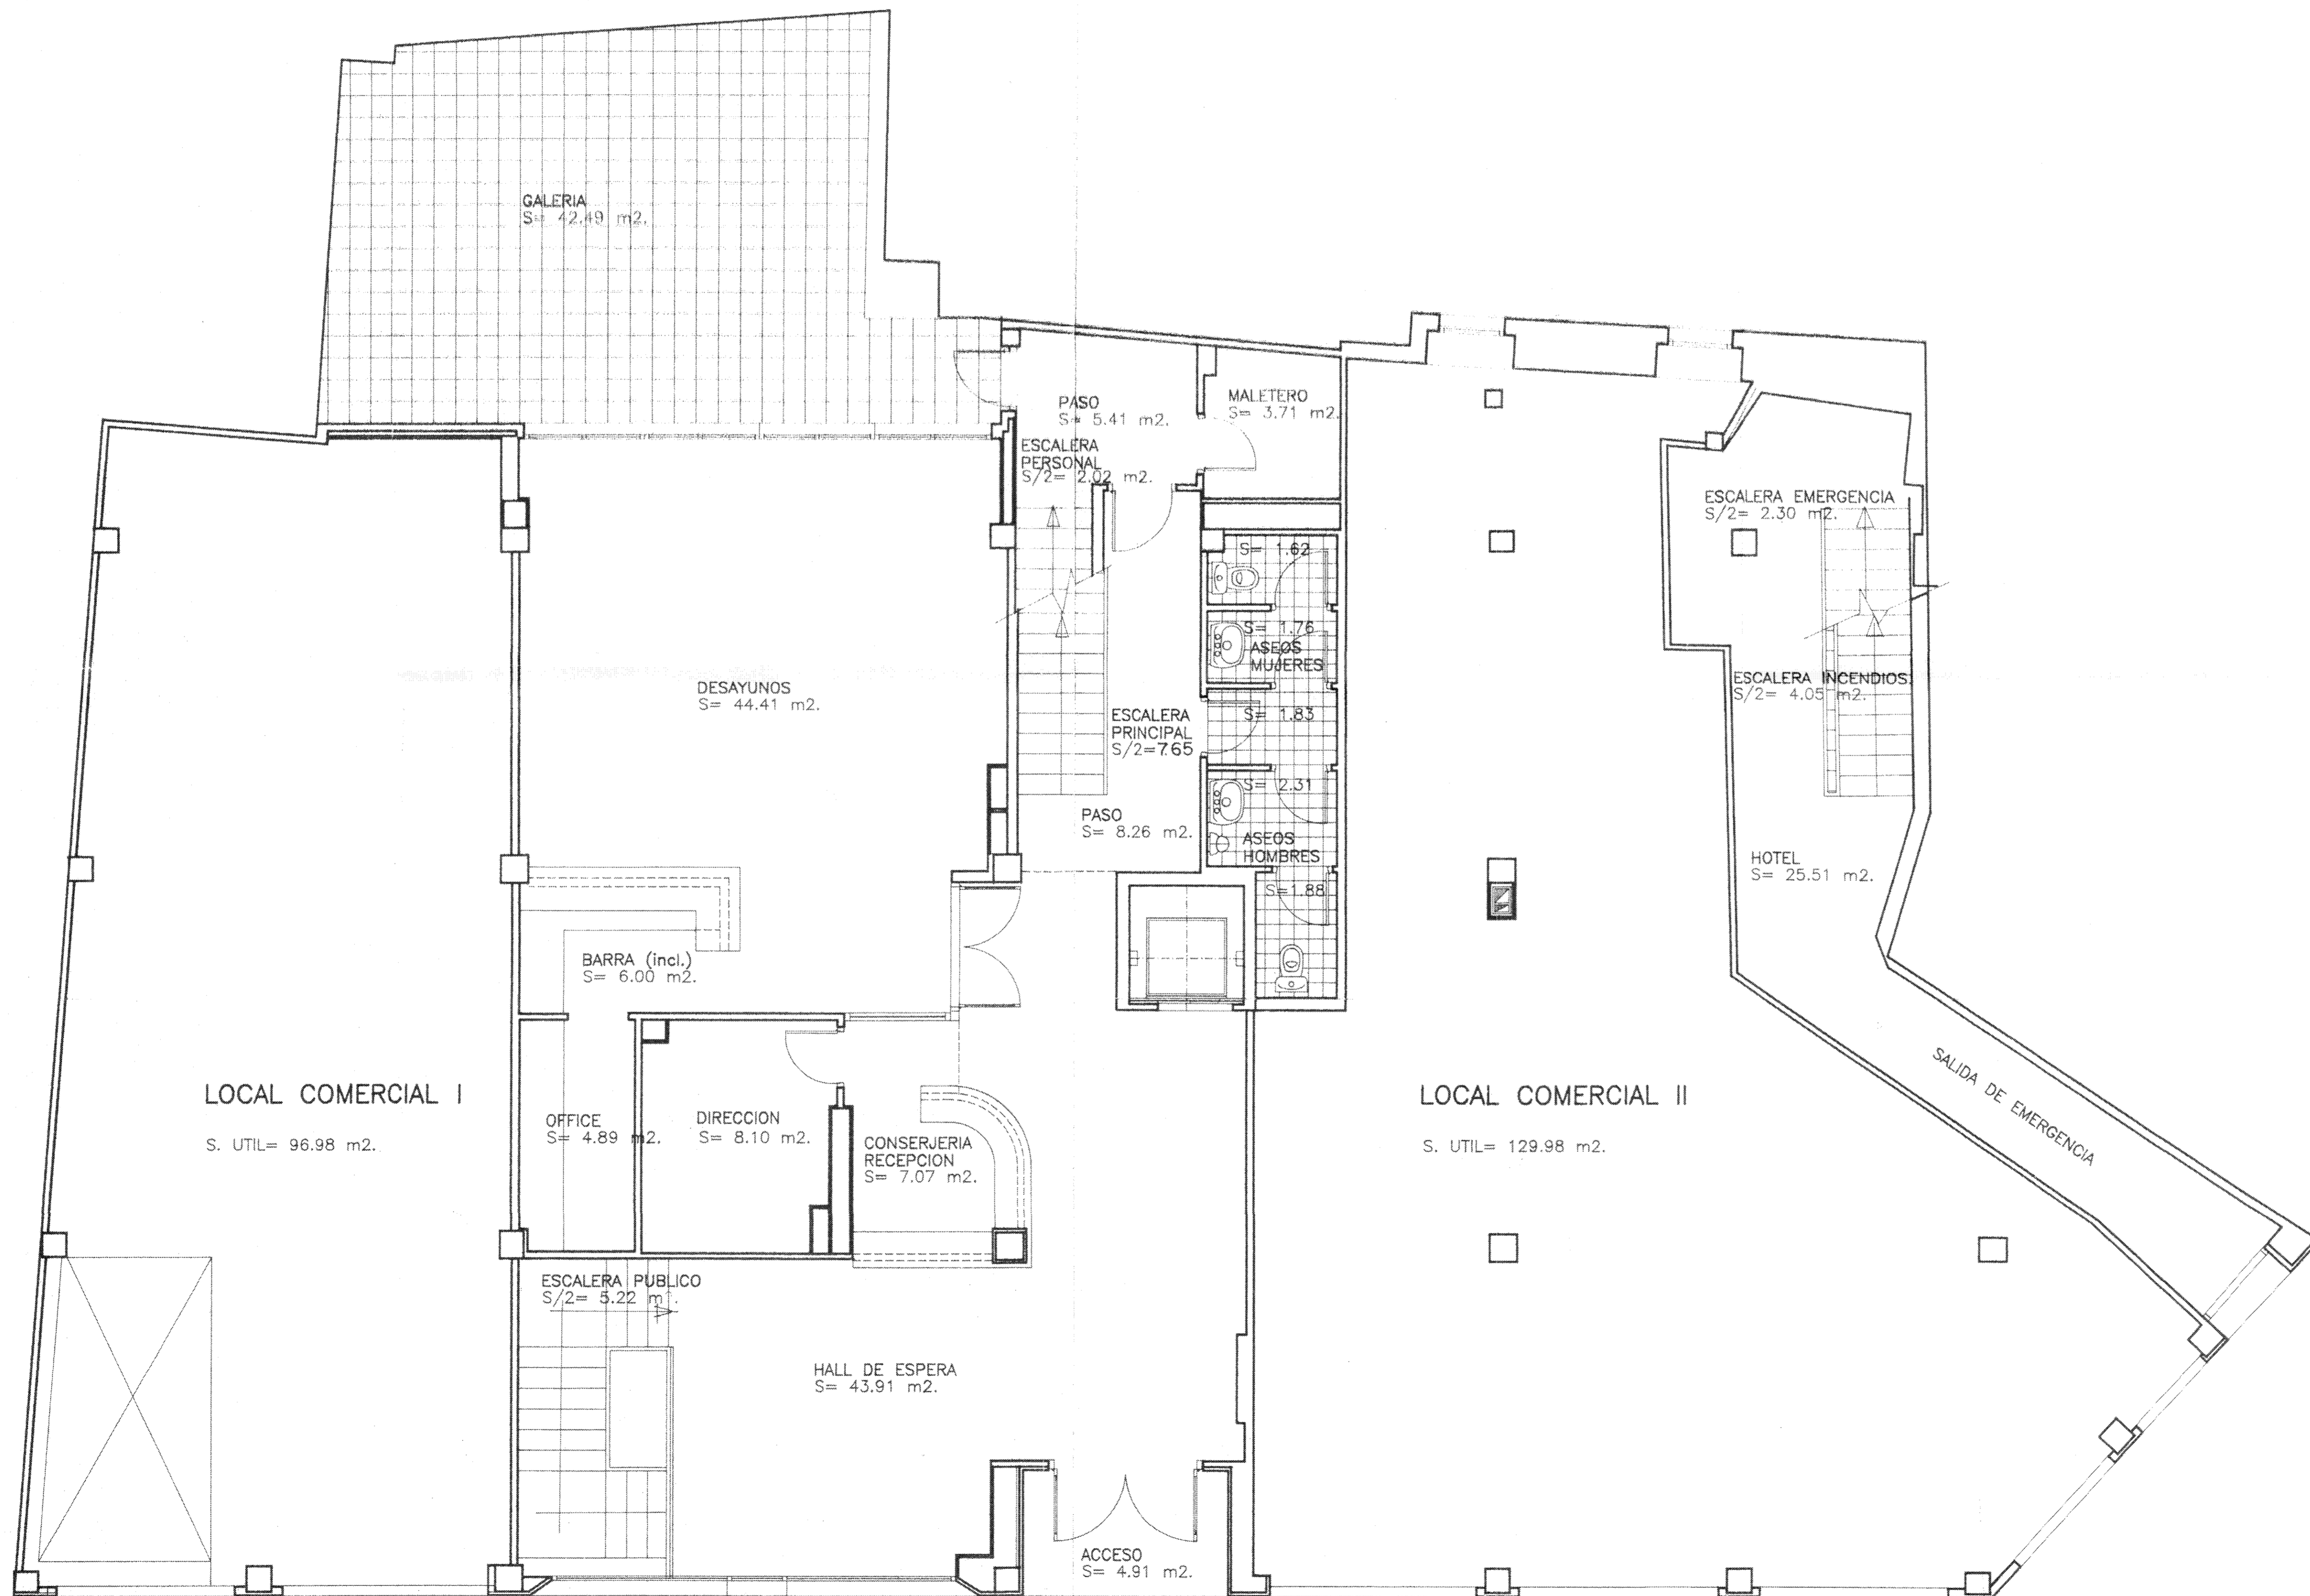 GALERIA
S= 42.49 m2.
PASO
S= 5.41 m2.
MALETERO
S= 3.71 m2.
ESCALERA
PERSONAL
S/2= 2.02 m2.
ESCALERA EMERGENCIA
S/2= 2.30 m2.
S= 1.62
S= 1.76
ASEOS
MUJERES
ESCALERA INCENDIOS
S/2= 4.05 m2.
DESAYUNOS
S= 44.41 m2.
ESCALERA
PRINCIPAL
S/2=7.65
S= 1.83
S= 2.31
PASO
S= 8.26 m2.
ASEOS
HOMBRES
S=1.88
HOTEL
S= 25.51 m2.
BARRA (incl.)
S= 6.00 m2.
SALIDA DE EMERGENCIA
LOCAL COMERCIAL I
S. UTIL= 96.98 m2.
OFFICE
S= 4.89 m2.
DIRECCION
S= 8.10 m2.
CONSERJERIA
RECEPCION
S= 7.07 m2.
LOCAL COMERCIAL II
S. UTIL= 129.98 m2.
ESCALERA PUBLICO
S/2= 5.22 m2.
HALL DE ESPERA
S= 43.91 m2.
ACCESO
S= 4.91 m2.